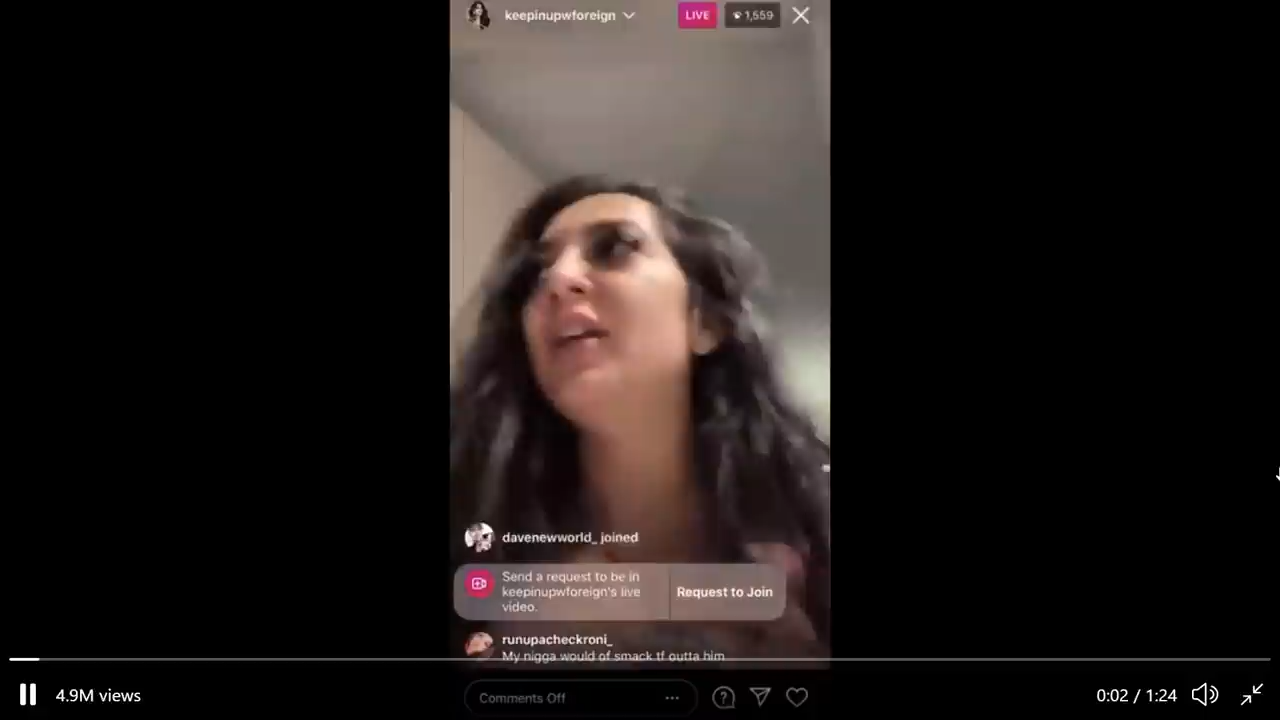 keepinupwforeign
LIVE
1,559
davenewworld_ joined
Send a request to be in
keepinupwforeign's live
video.
Request to Join
runupacheckroni_
My nigga would of smack tf outta him
Comments Off
4.9M views
0:02 / 1:24